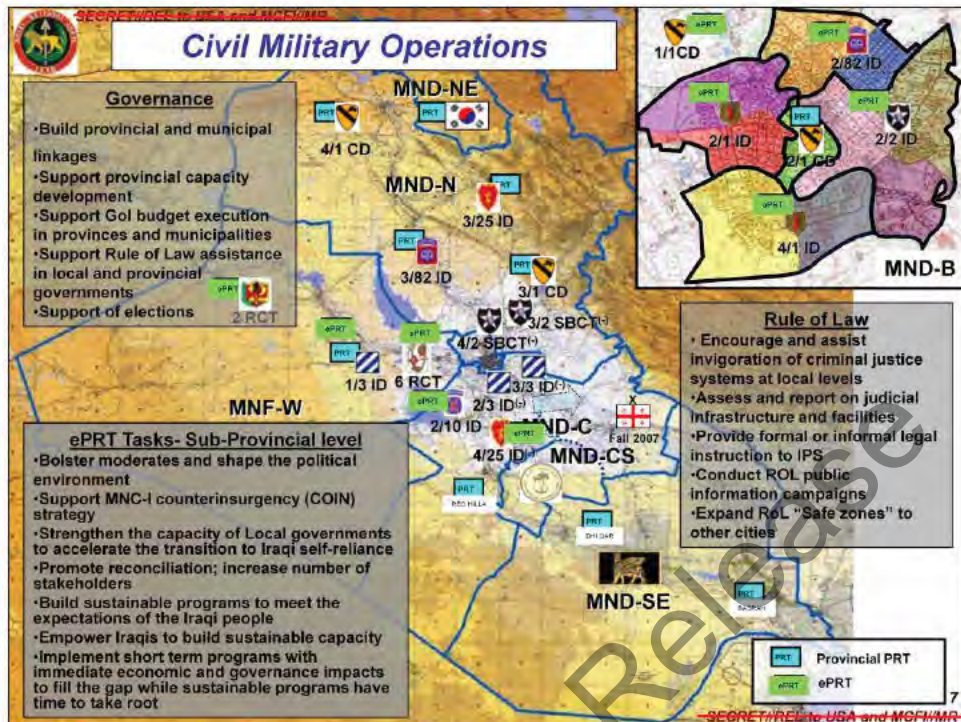 SECRET//REL to USA and MCFI//MR
Civil Military Operations
Governance
•Build provincial and municipal
linkages
•Support provincial capacity
development
•Support GoI budget execution
in provinces and municipalities
•Support Rule of Law assistance
in local and provincial
governments
•Support of elections
MND-NE
PRT
4/1 CD
PRT
MND-N
PRT
3/25 ID
PRT
3/82 ID
PRT
3/1 CD
3/2 SBCT(-)
4/2 SBCT(-)
ePRT
2 RCT
ePRT
PRT
1/3 ID
ePRT
6 RCT
3/3 ID(-)
2/3 ID(-)
MNF-W
ePRT
2/10 ID
ePRT
4/25 ID(-)
MND-C
MND-CS
X
Fall 2007
PRT
REO HILLA
PRT
DHI QAR
MND-SE
PRT
BASRAH
ePRT
1/1CD
ePRT
2/82 ID
ePRT
2/1 ID
PRT
2/1 CD
ePRT
2/2 ID
ePRT
4/1 ID
MND-B
Rule of Law
• Encourage and assist
invigoration of criminal justice
systems at local levels
•Assess and report on judicial
infrastructure and facilities
•Provide formal or informal legal
instruction to IPS
•Conduct ROL public
information campaigns
•Expand RoL "Safe zones" to
other cities
ePRT Tasks- Sub-Provincial level
•Bolster moderates and shape the political
environment
•Support MNC-I counterinsurgency (COIN)
strategy
•Strengthen the capacity of Local governments
to accelerate the transition to Iraqi self-reliance
•Promote reconciliation; increase number of
stakeholders
•Build sustainable programs to meet the
expectations of the Iraqi people
•Empower Iraqis to build sustainable capacity
•Implement short term programs with
immediate economic and governance impacts
to fill the gap while sustainable programs have
time to take root
PRT Provincial PRT
ePRT ePRT
Release
7
SECRET//REL to USA and MCFI//MR